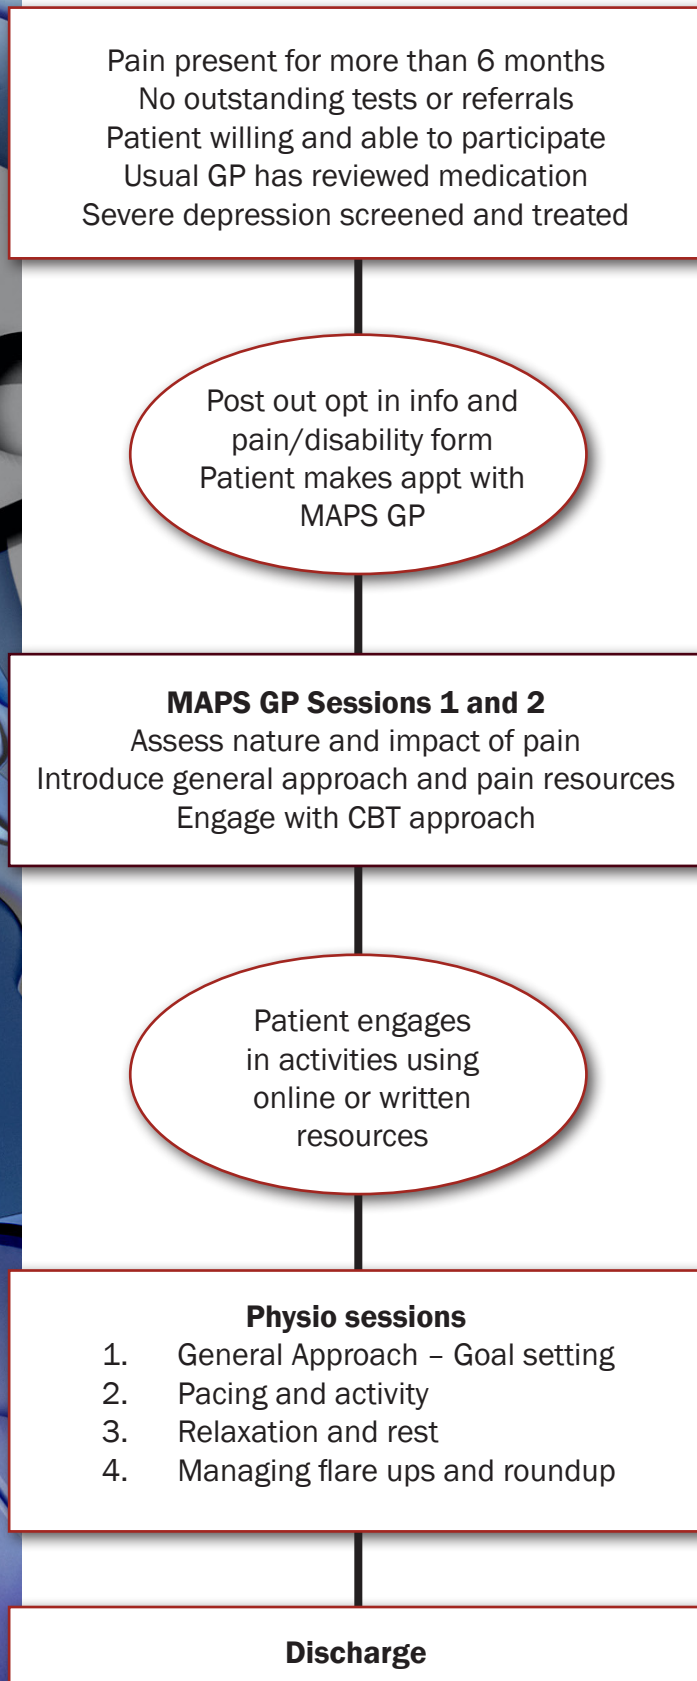 Pain present for more than 6 months
No outstanding tests or referrals
Patient willing and able to participate
Usual GP has reviewed medication
Severe depression screened and treated
Post out opt in info and
pain/disability form
Patient makes appt with
MAPS GP
MAPS GP Sessions 1 and 2
Assess nature and impact of pain
Introduce general approach and pain resources
Engage with CBT approach
Patient engages
in activities using
online or written
resources
Physio sessions
1. General Approach – Goal setting
2. Pacing and activity
3. Relaxation and rest
4. Managing flare ups and roundup
Discharge